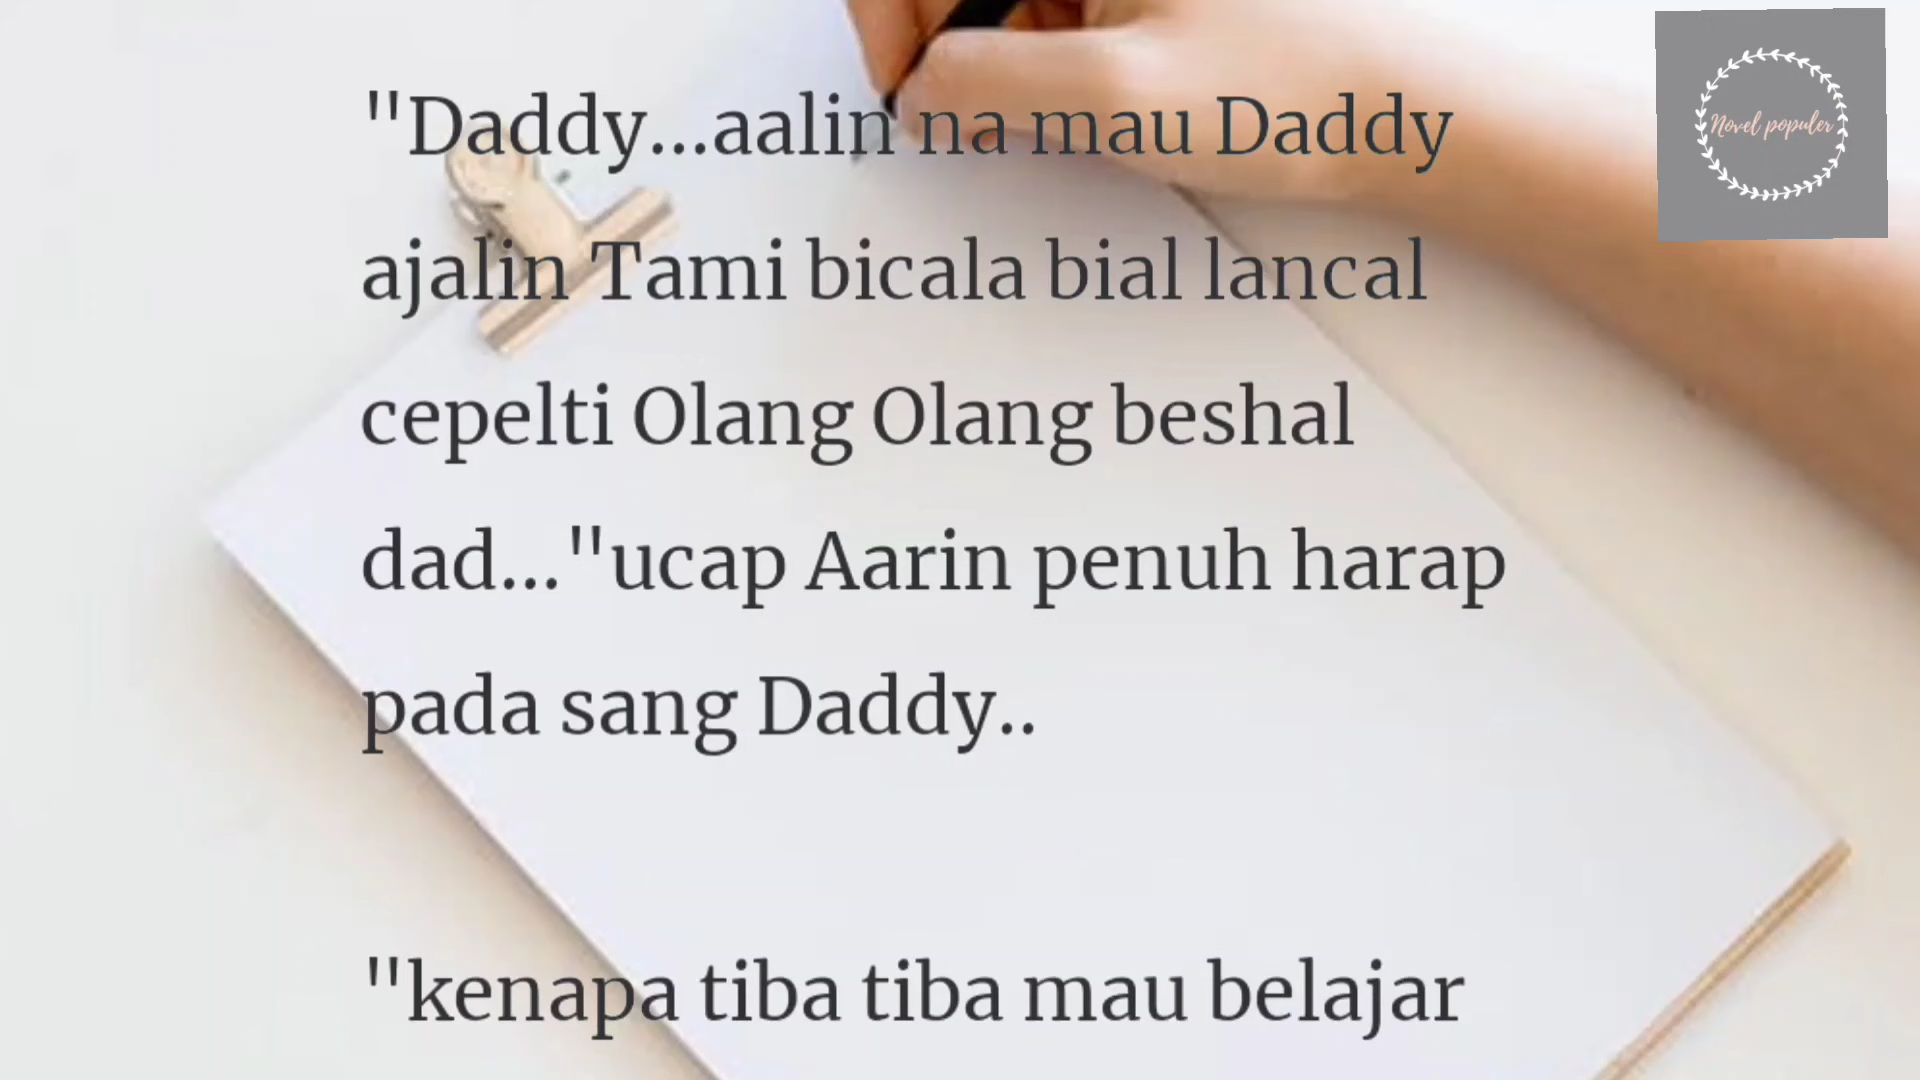 "Daddy...aalin na mau Daddy
ajalin Tami bicala bial lancal
cepelti Olang Olang beshal
dad..."ucap Aarin penuh harap
pada sang Daddy..
"kenapa tiba tiba mau belajar
Novel populer